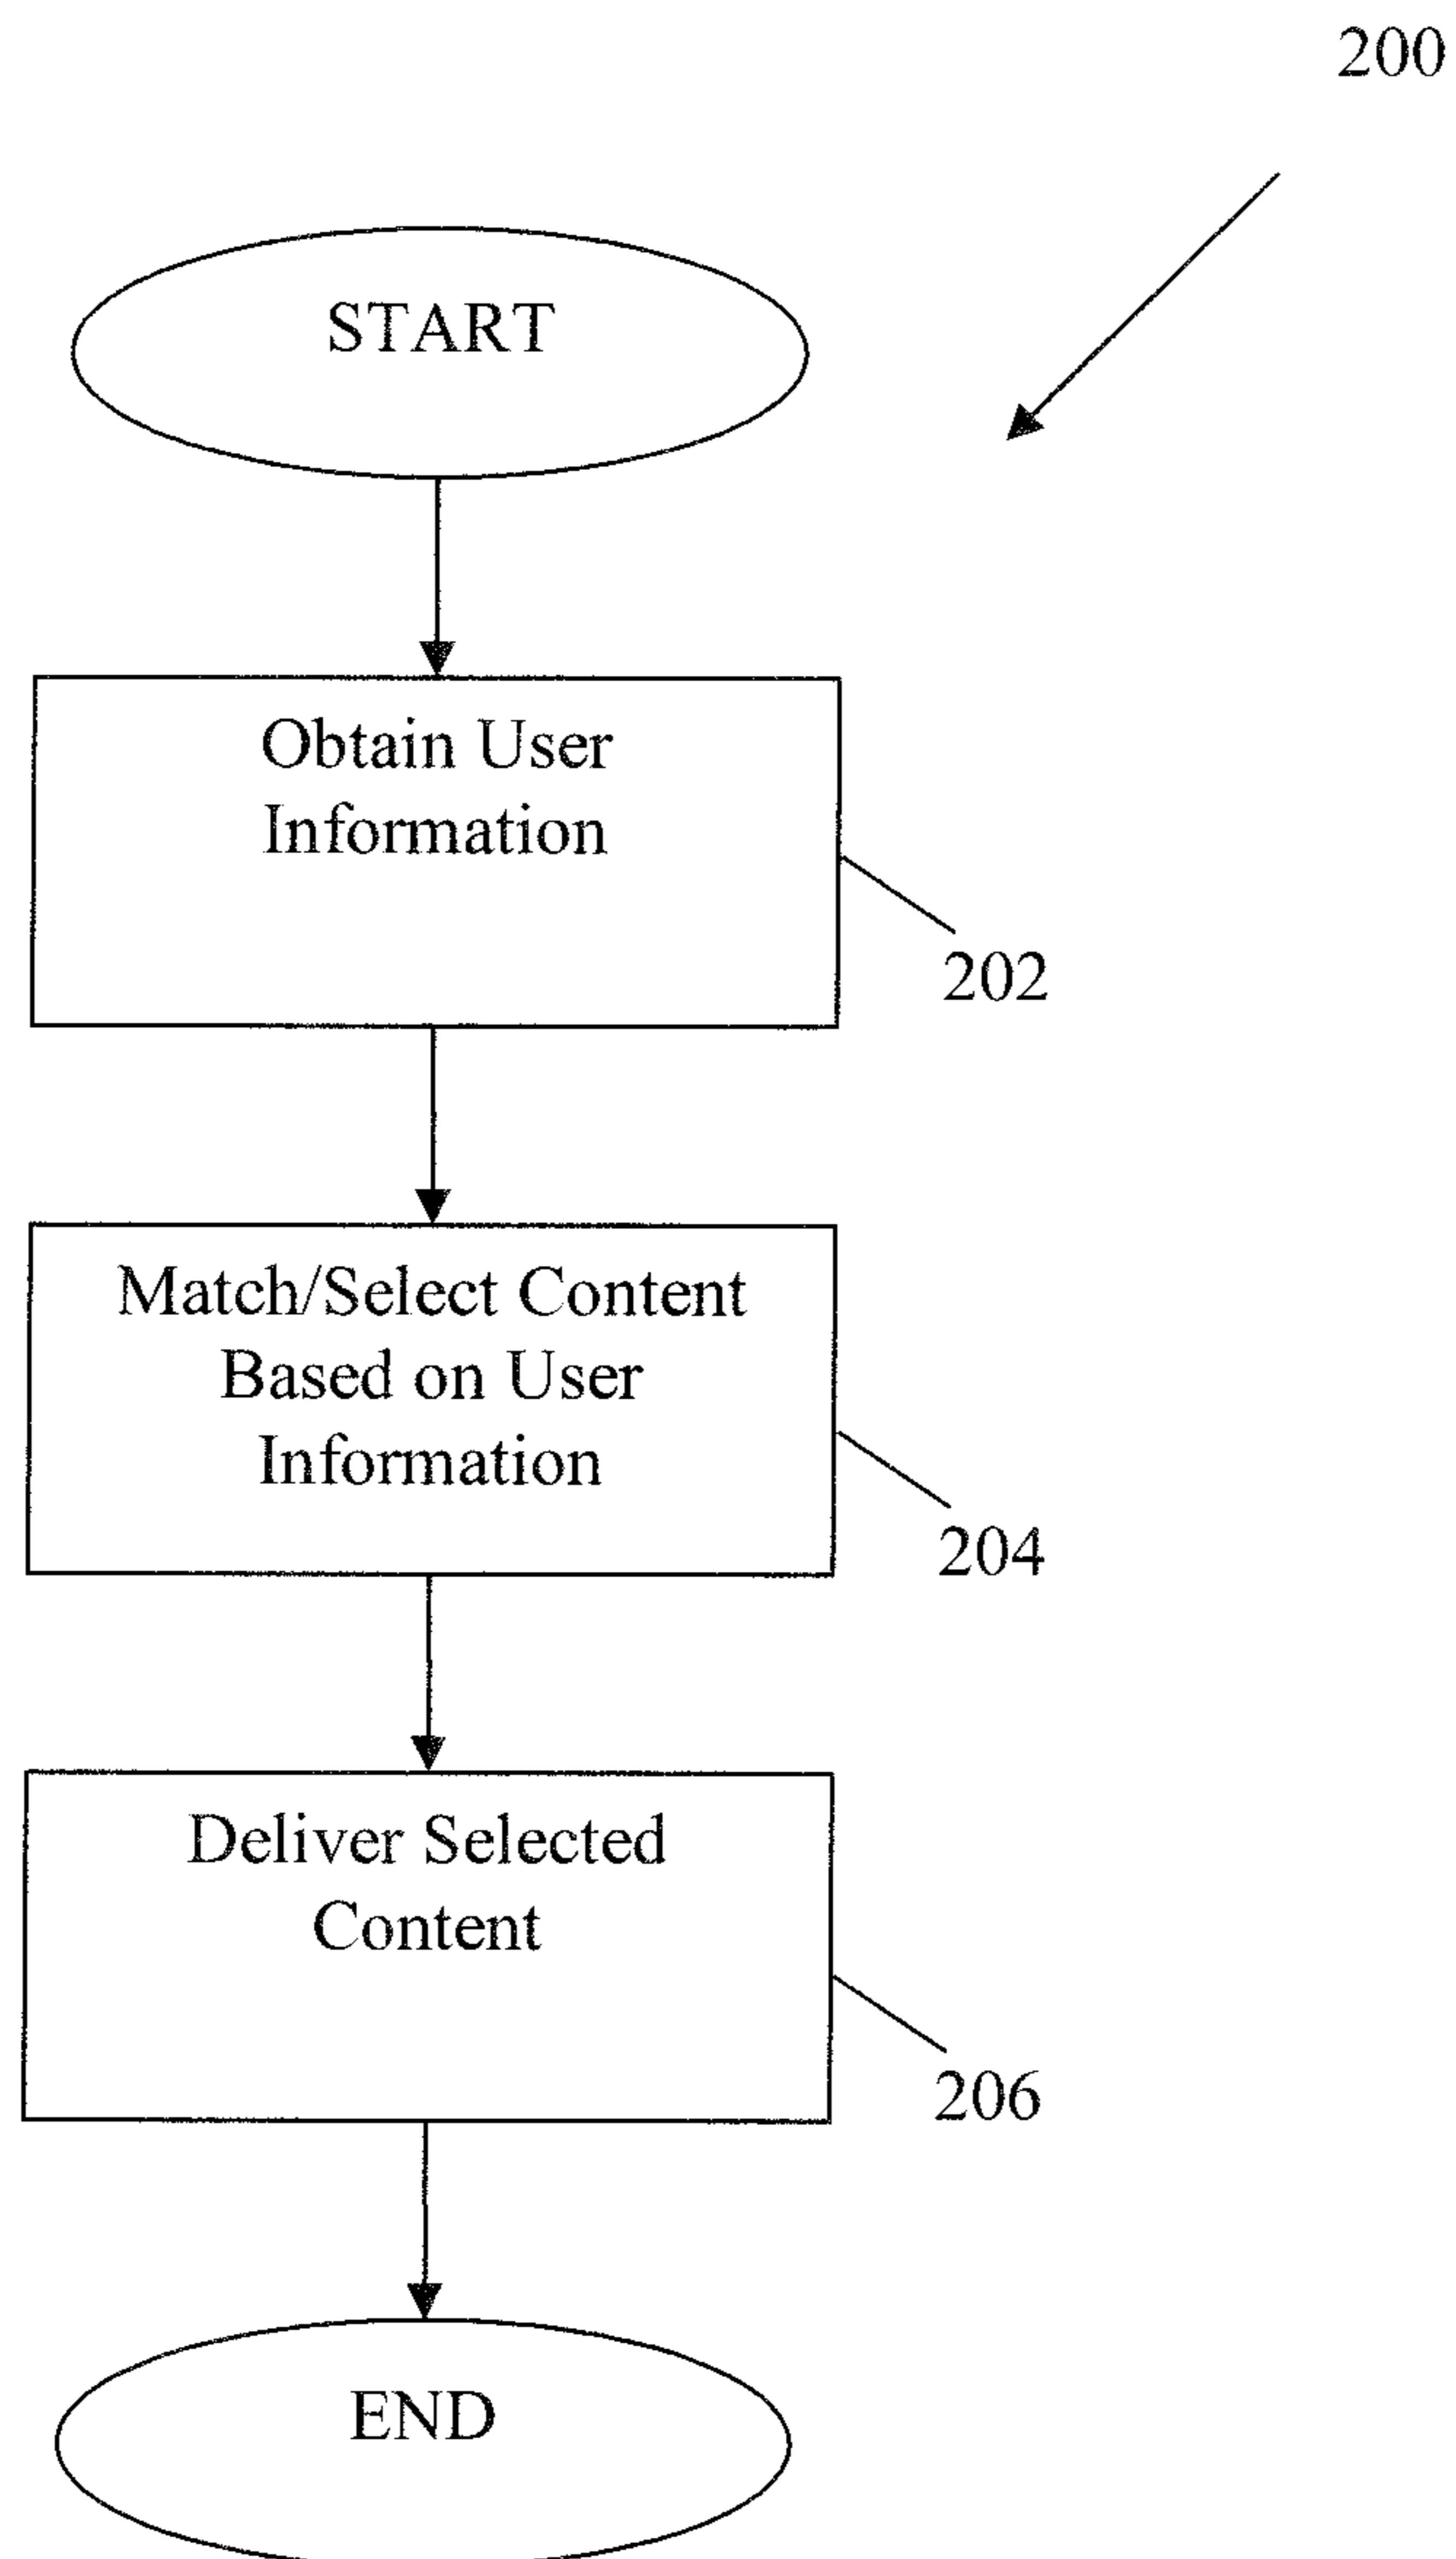 200
START
Obtain User
Information
202
Match/Select Content
Based on User
Information
204
Deliver Selected
Content
206
END